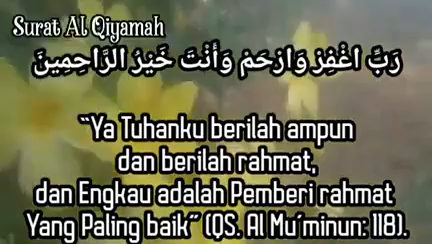 Surat Al Qiyamah
رَبِّ اغْفِرْ وَارْحَمْ وَأَنْتَ خَيْرُ الرَّاحِمِينَ
“Ya Tuhanku berilah ampun
dan berilah rahmat,
dan Engkau adalah Pemberi rahmat
Yang Paling baik” (QS. Al Mu’minun: 118).